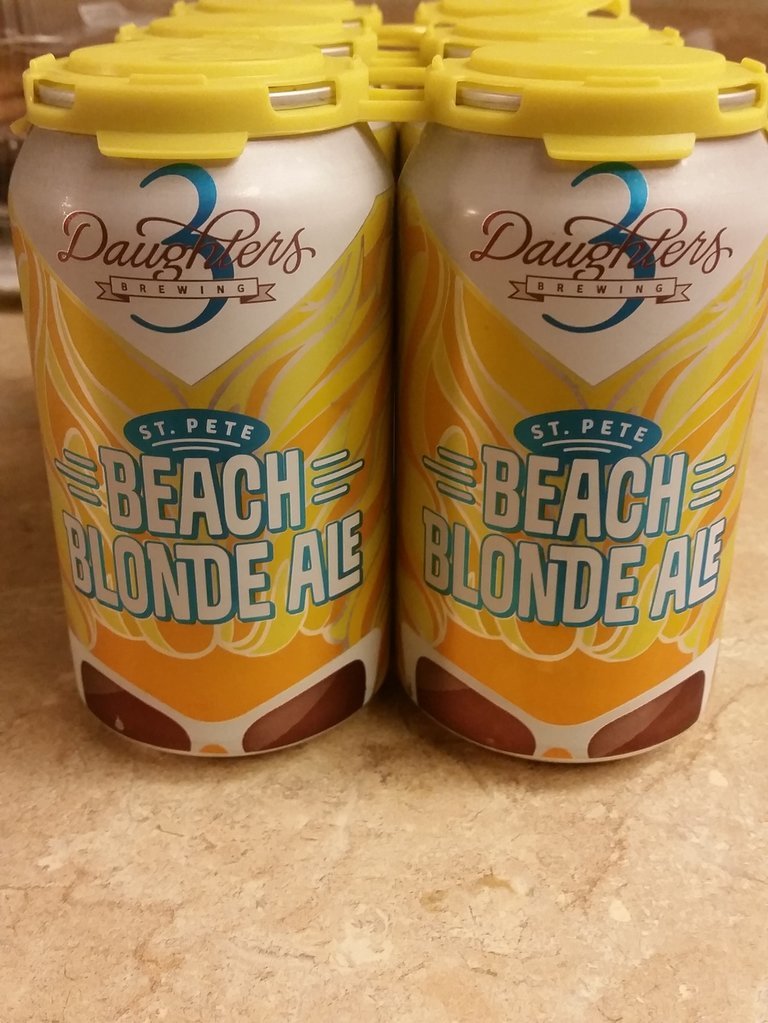 3
Daughters
BREWING
ST. PETE
BEACH
BLONDE ALE
3
Daughters
BREWING
ST. PETE
BEACH
BLONDE ALE